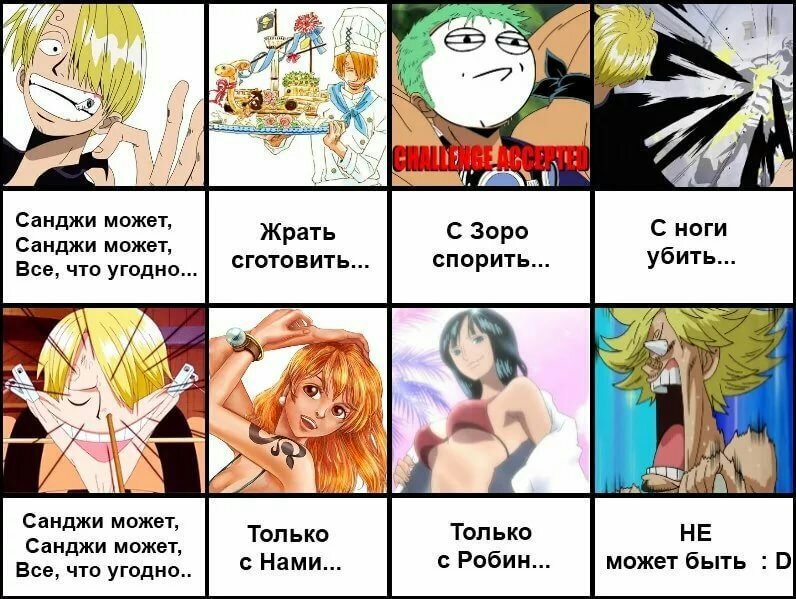 CHALLENGE ACCEPTED
Санджи может,
Санджи может,
Все, что угодно...
Жрать
сготовить...
С Зоро
спорить...
С ноги
убить...
Санджи может,
Санджи может,
Все, что угодно..
Только
с Нами...
Только
с Робин...
НЕ
может быть : D